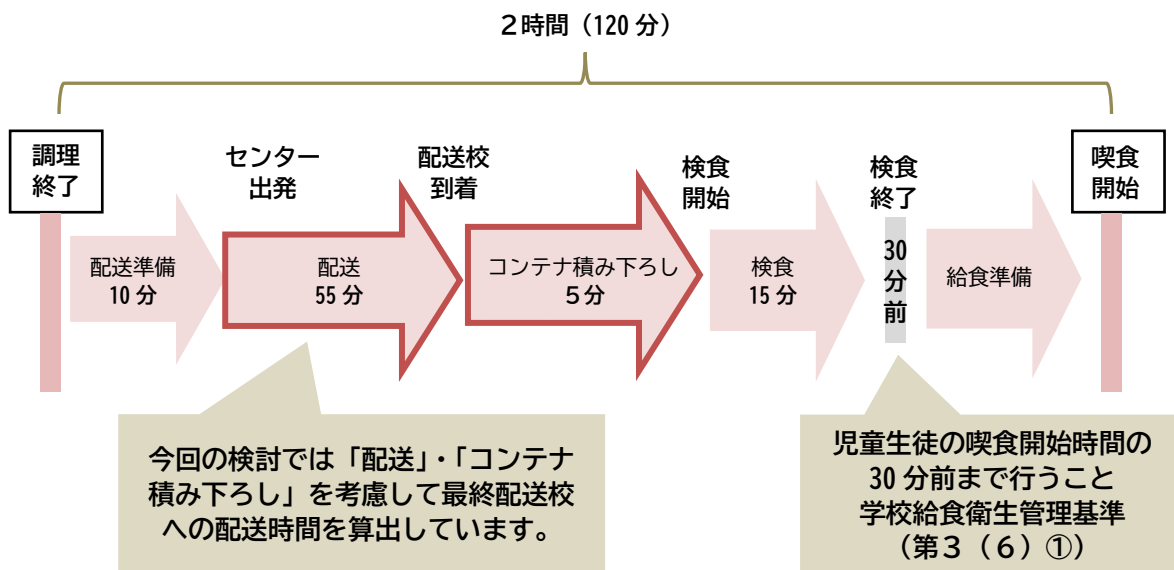 ２時間（120 分）
調理
終了
センター
出発
配送校
到着
検食
開始
検食
終了
喫食
開始
配送準備
10 分
配送
55 分
コンテナ積み下ろし
５分
検食
15 分
30
分
前
給食準備
今回の検討では「配送」・「コンテナ
積み下ろし」を考慮して最終配送校
への配送時間を算出しています。
児童生徒の喫食開始時間の
30 分前まで行うこと
学校給食衛生管理基準
（第３（６）①）